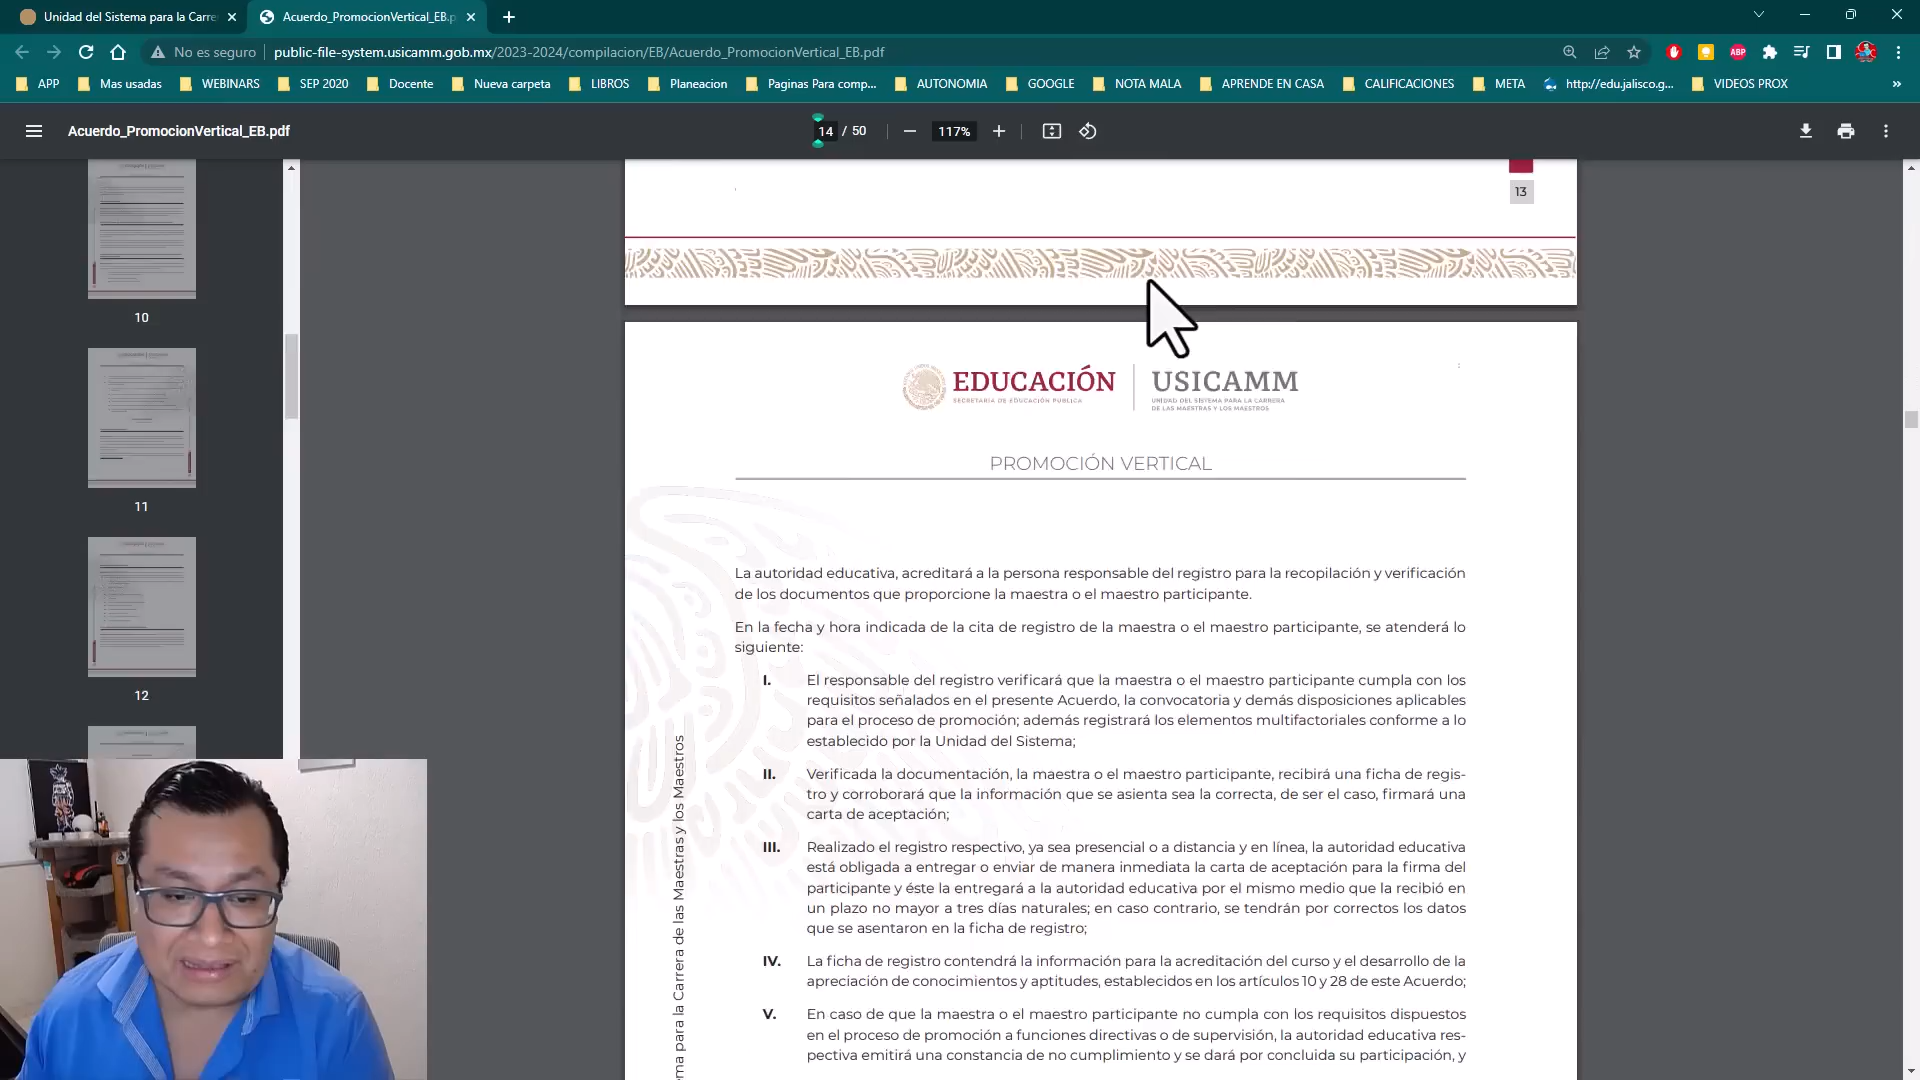 Unidad del Sistema para la Carre
Acuerdo_PromocionVertical_EB.p
No es seguro
public-file-system.usicamm.gob.mx/2023-2024/compilacion/EB/Acuerdo_PromocionVertical_EB.pdf
APP
Mas usadas
WEBINARS
SEP 2020
Docente
Nueva carpeta
LIBROS
Planeacion
Paginas Para comp...
AUTONOMIA
GOOGLE
NOTA MALA
APRENDE EN CASA
CALIFICACIONES
META
http://edu.jalisco.g...
VIDEOS PROX
»
Acuerdo_PromocionVertical_EB.pdf
14 / 50
117%
10
11
12
13
EDUCACIÓN
SECRETARÍA DE EDUCACIÓN PÚBLICA
USICAMM
UNIDAD DEL SISTEMA PARA LA CARRERA
DE LAS MAESTRAS Y LOS MAESTROS
PROMOCIÓN VERTICAL
La autoridad educativa, acreditará a la persona responsable del registro para la recopilación y verificación
de los documentos que proporcione la maestra o el maestro participante.
En la fecha y hora indicada de la cita de registro de la maestra o el maestro participante, se atenderá lo
siguiente:
I. El responsable del registro verificará que la maestra o el maestro participante cumpla con los
requisitos señalados en el presente Acuerdo, la convocatoria y demás disposiciones aplicables
para el proceso de promoción; además registrará los elementos multifactoriales conforme a lo
establecido por la Unidad del Sistema;
II. Verificada la documentación, la maestra o el maestro participante, recibirá una ficha de regis-
tro y corroborará que la información que se asienta sea la correcta, de ser el caso, firmará una
carta de aceptación;
III. Realizado el registro respectivo, ya sea presencial o a distancia y en línea, la autoridad educativa
está obligada a entregar o enviar de manera inmediata la carta de aceptación para la firma del
participante y éste la entregará a la autoridad educativa por el mismo medio que la recibió en
un plazo no mayor a tres días naturales; en caso contrario, se tendrán por correctos los datos
que se asentaron en la ficha de registro;
IV. La ficha de registro contendrá la información para la acreditación del curso y el desarrollo de la
apreciación de conocimientos y aptitudes, establecidos en los artículos 10 y 28 de este Acuerdo;
V. En caso de que la maestra o el maestro participante no cumpla con los requisitos dispuestos
en el proceso de promoción a funciones directivas o de supervisión, la autoridad educativa res-
pectiva emitirá una constancia de no cumplimiento y se dará por concluida su participación, y
ema para la Carrera de las Maestras y los Maestros